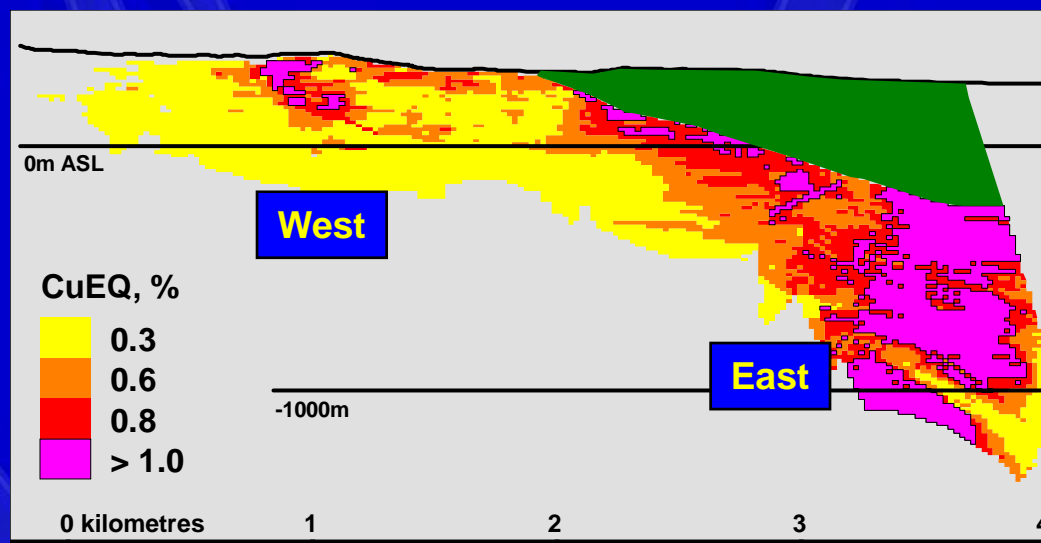 0m ASL
West
CuEQ, %
0.3
0.6
0.8
> 1.0
East
-1000m
0 kilometres 1 2 3 4